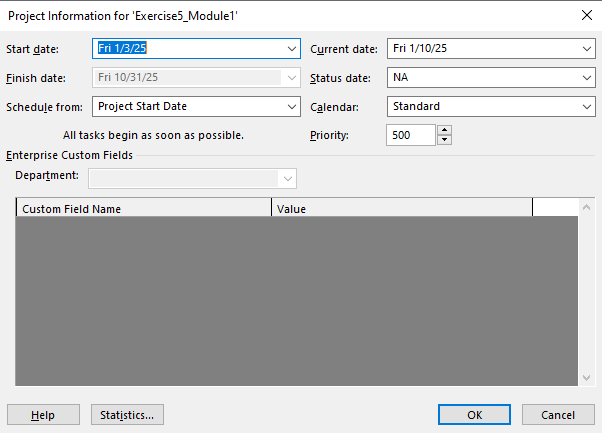 Project Information for 'Exercise5_Module1'
Start date: Fri 1/3/25 Current date: Fri 1/10/25
Finish date: Fri 10/31/25 Status date: NA
Schedule from: Project Start Date Calendar: Standard
All tasks begin as soon as possible. Priority: 500
Enterprise Custom Fields
Department:
Custom Field Name Value
Help Statistics... OK Cancel